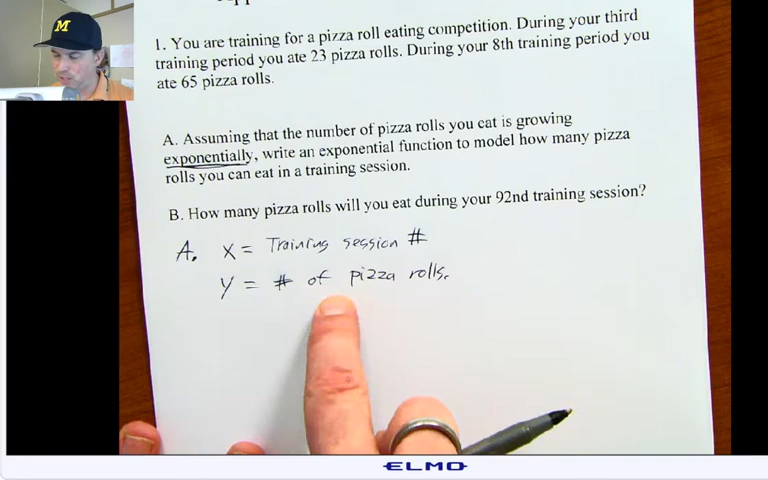 M
1. You are training for a pizza roll eating competition. During your third
training period you ate 23 pizza rolls. During your 8th training period you
ate 65 pizza rolls.
A. Assuming that the number of pizza rolls you eat is growing
exponentially, write an exponential function to model how many pizza
rolls you can eat in a training session.
B. How many pizza rolls will you eat during your 92nd training session?
A. X = Training session #
y = # of pizza rolls.
ELMO